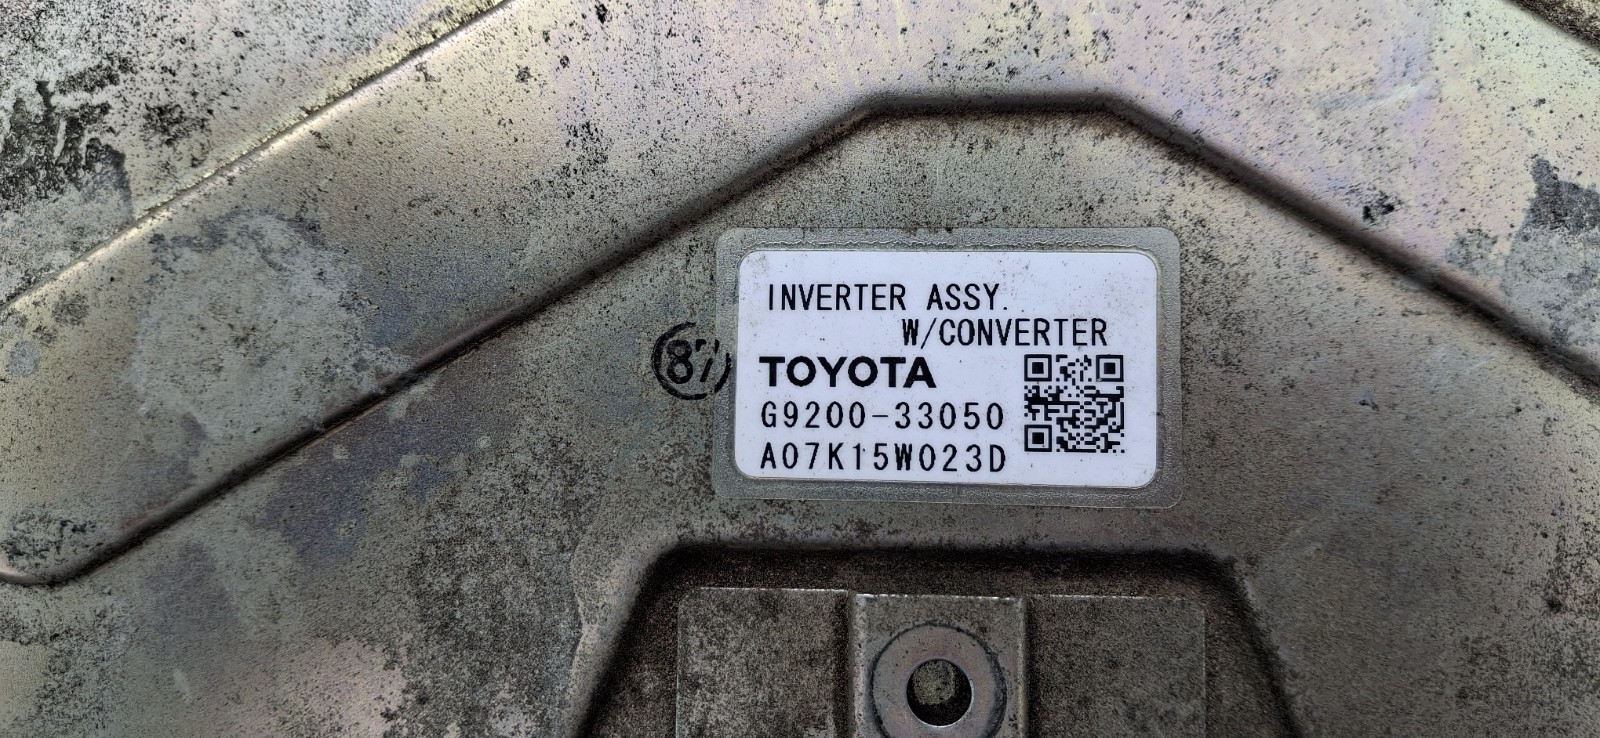 INVERTER ASSY.
W/CONVERTER
87
TOYOTA
G9200-33050
A07K15W023D